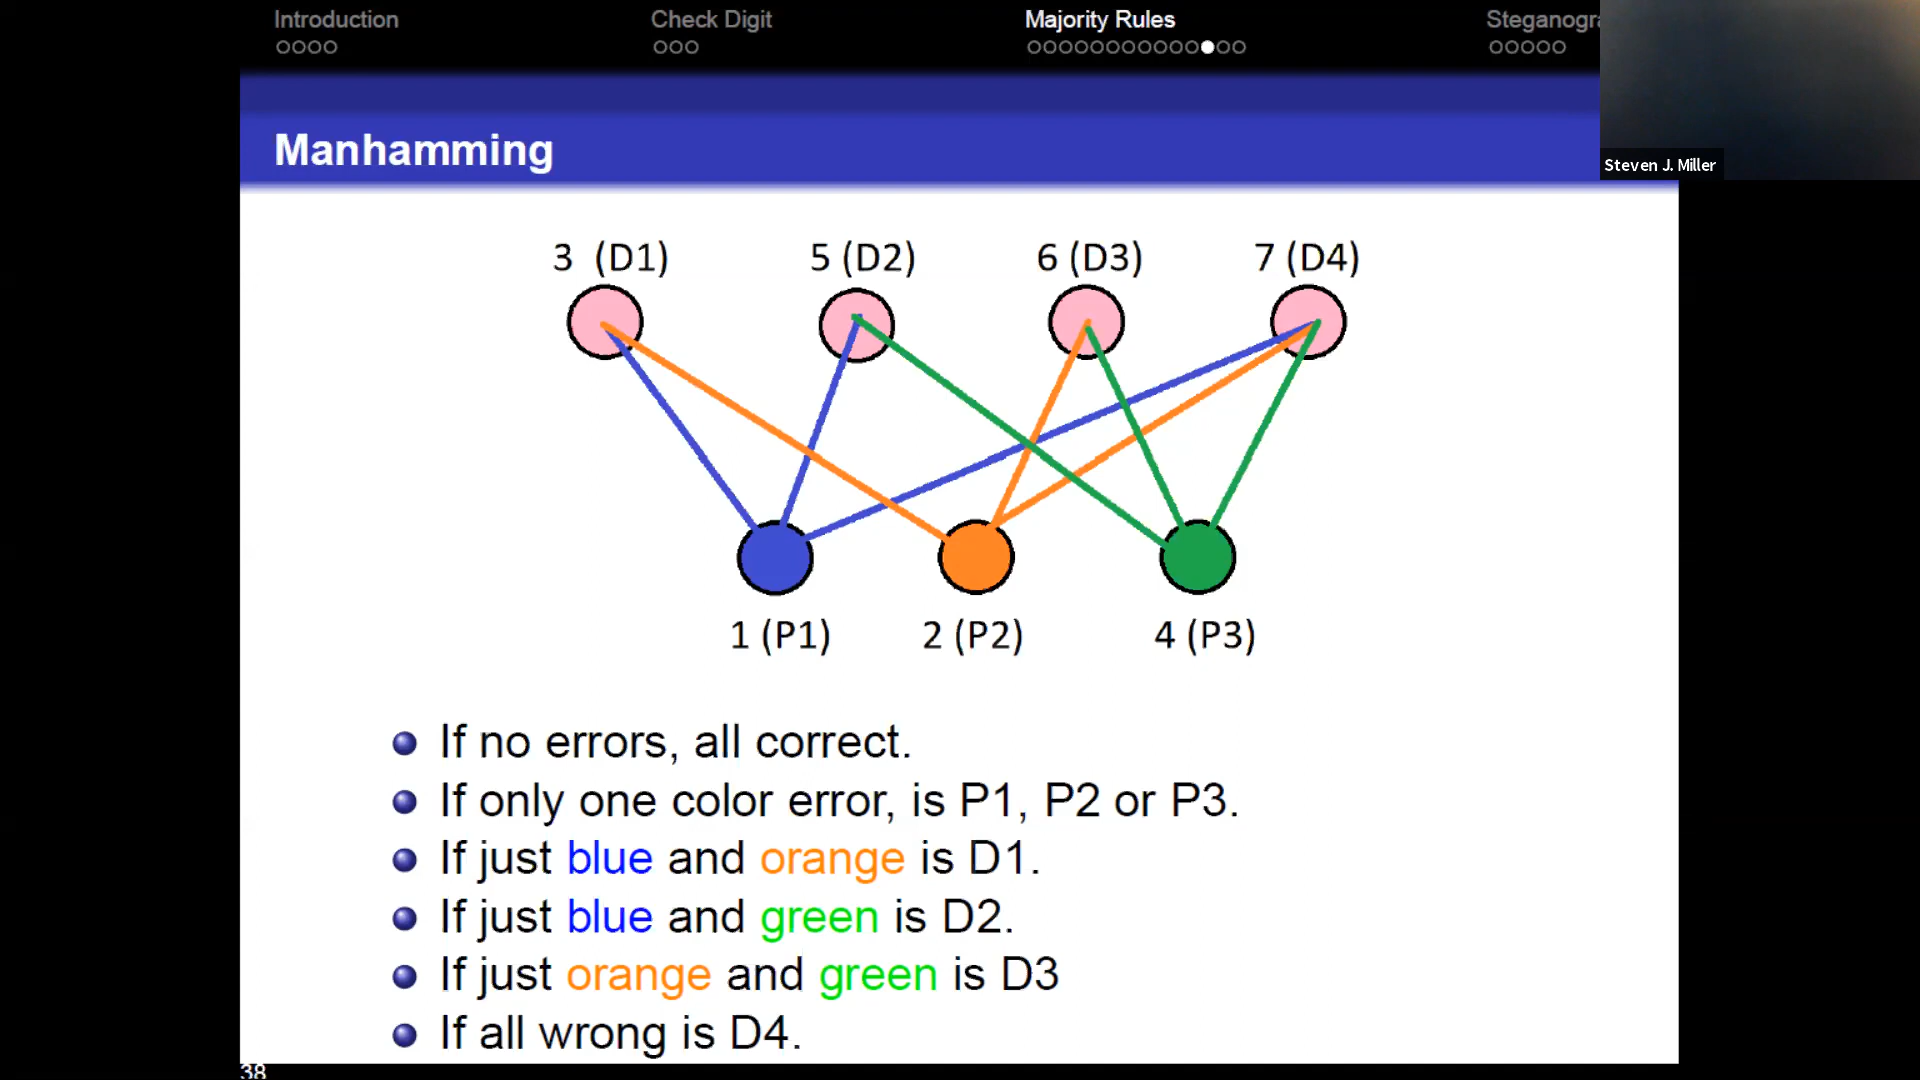 Introduction
Check Digit
Majority Rules
Steganogra
Steven J. Miller
Manhamming
3 (D1)
5 (D2)
6 (D3)
7 (D4)
1 (P1)
2 (P2)
4 (P3)
If no errors, all correct.
If only one color error, is P1, P2 or P3.
If just blue and orange is D1.
If just blue and green is D2.
If just orange and green is D3
If all wrong is D4.
38